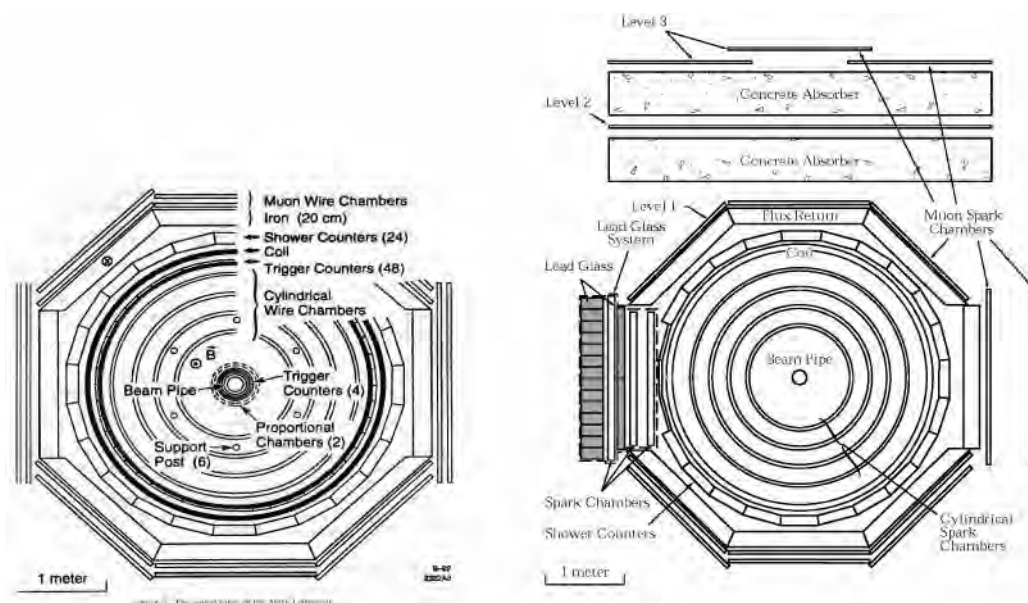 Muon Wire Chambers
Iron (20 cm)
Shower Counters (24)
Coil
Trigger Counters (48)
Cylindrical
Wire Chambers
B
Beam Pipe
Trigger
Counters (4)
Proportional
Chambers (2)
Support
Post (6)
1 meter
Level 3
Concrete Absorber
Level 2
Concrete Absorber
Level 1
Flux Return
Muon Spark
Chambers
Lead Glass
System
Coil
Lead Glass
Beam Pipe
Spark Chambers
Shower Counters
Cylindrical
Spark
Chambers
1 meter